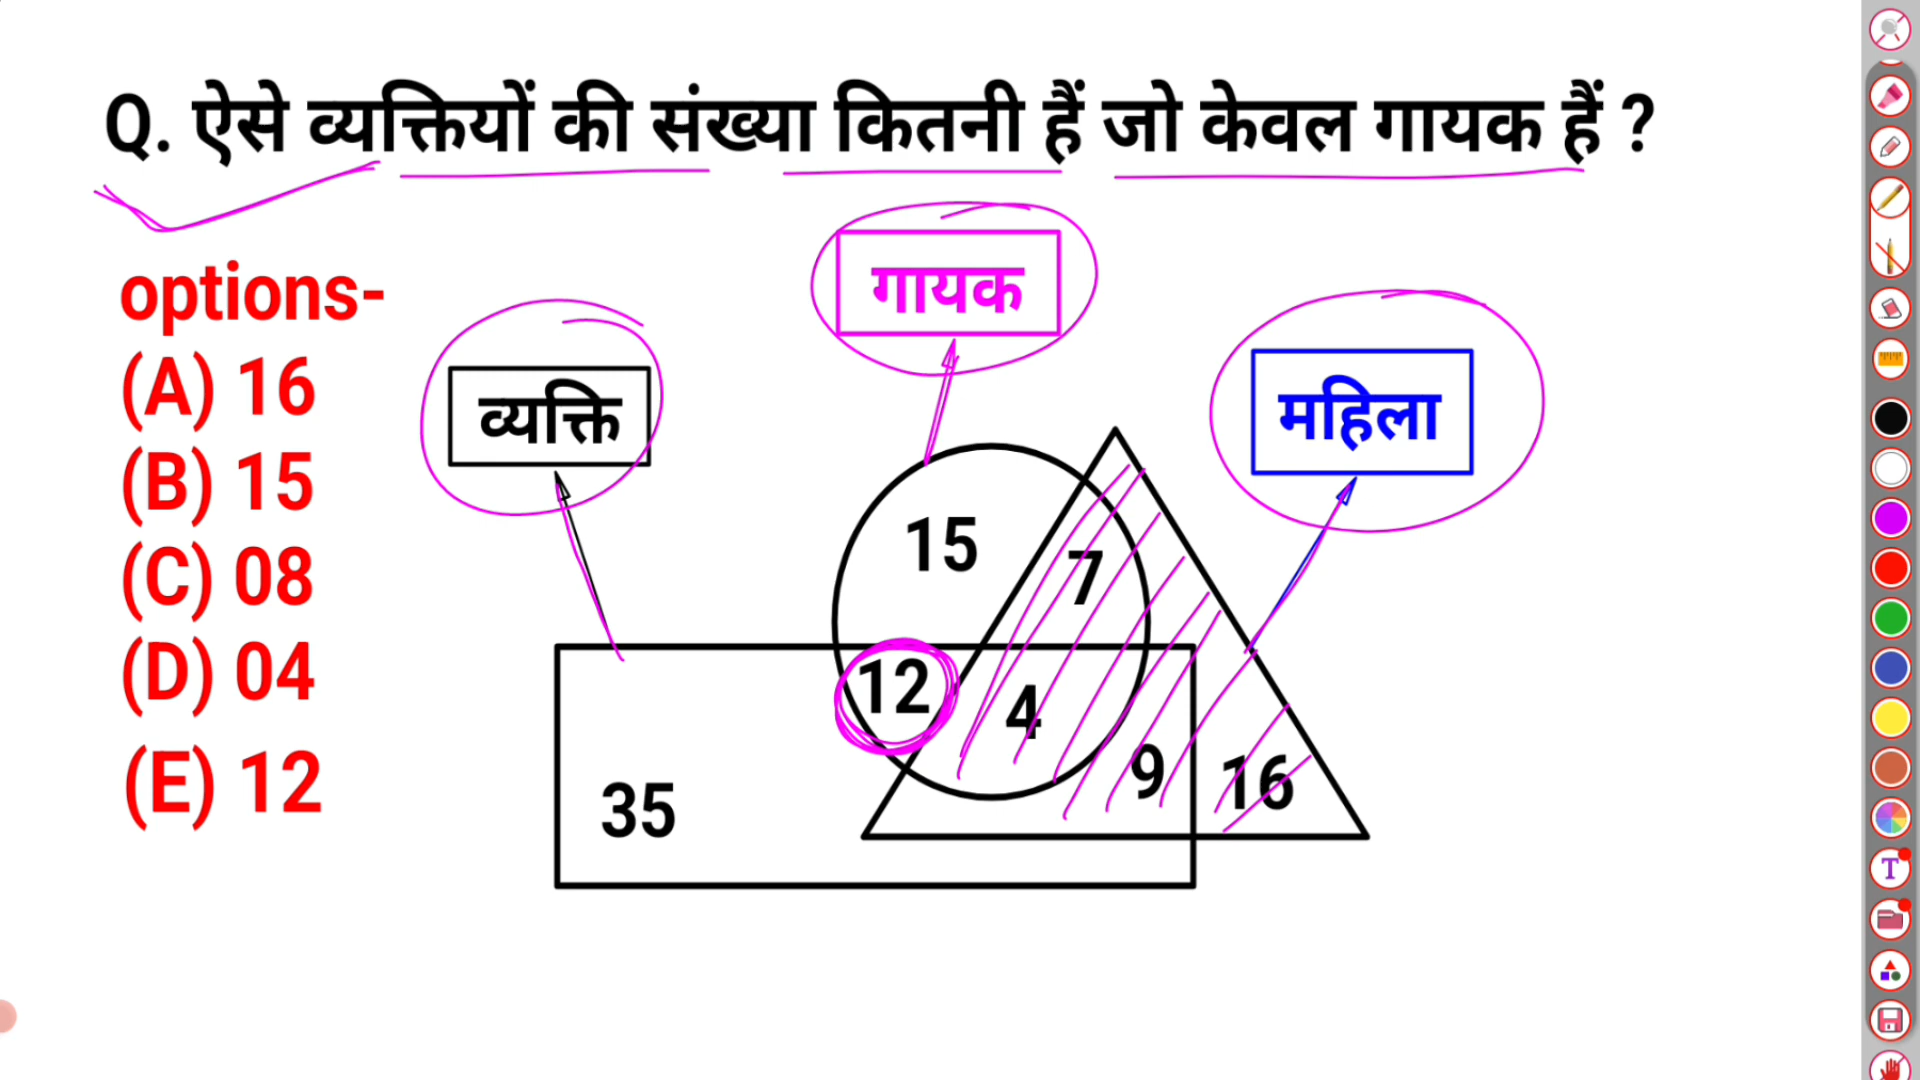 Q. ऐसे व्यक्तियों की संख्या कितनी हैं जो केवल गायक हैं ?
options-
(A) 16
(B) 15
(C) 08
(D) 04
(E) 12
गायक
व्यक्ति
महिला
15
7
12
4
9
16
35
T